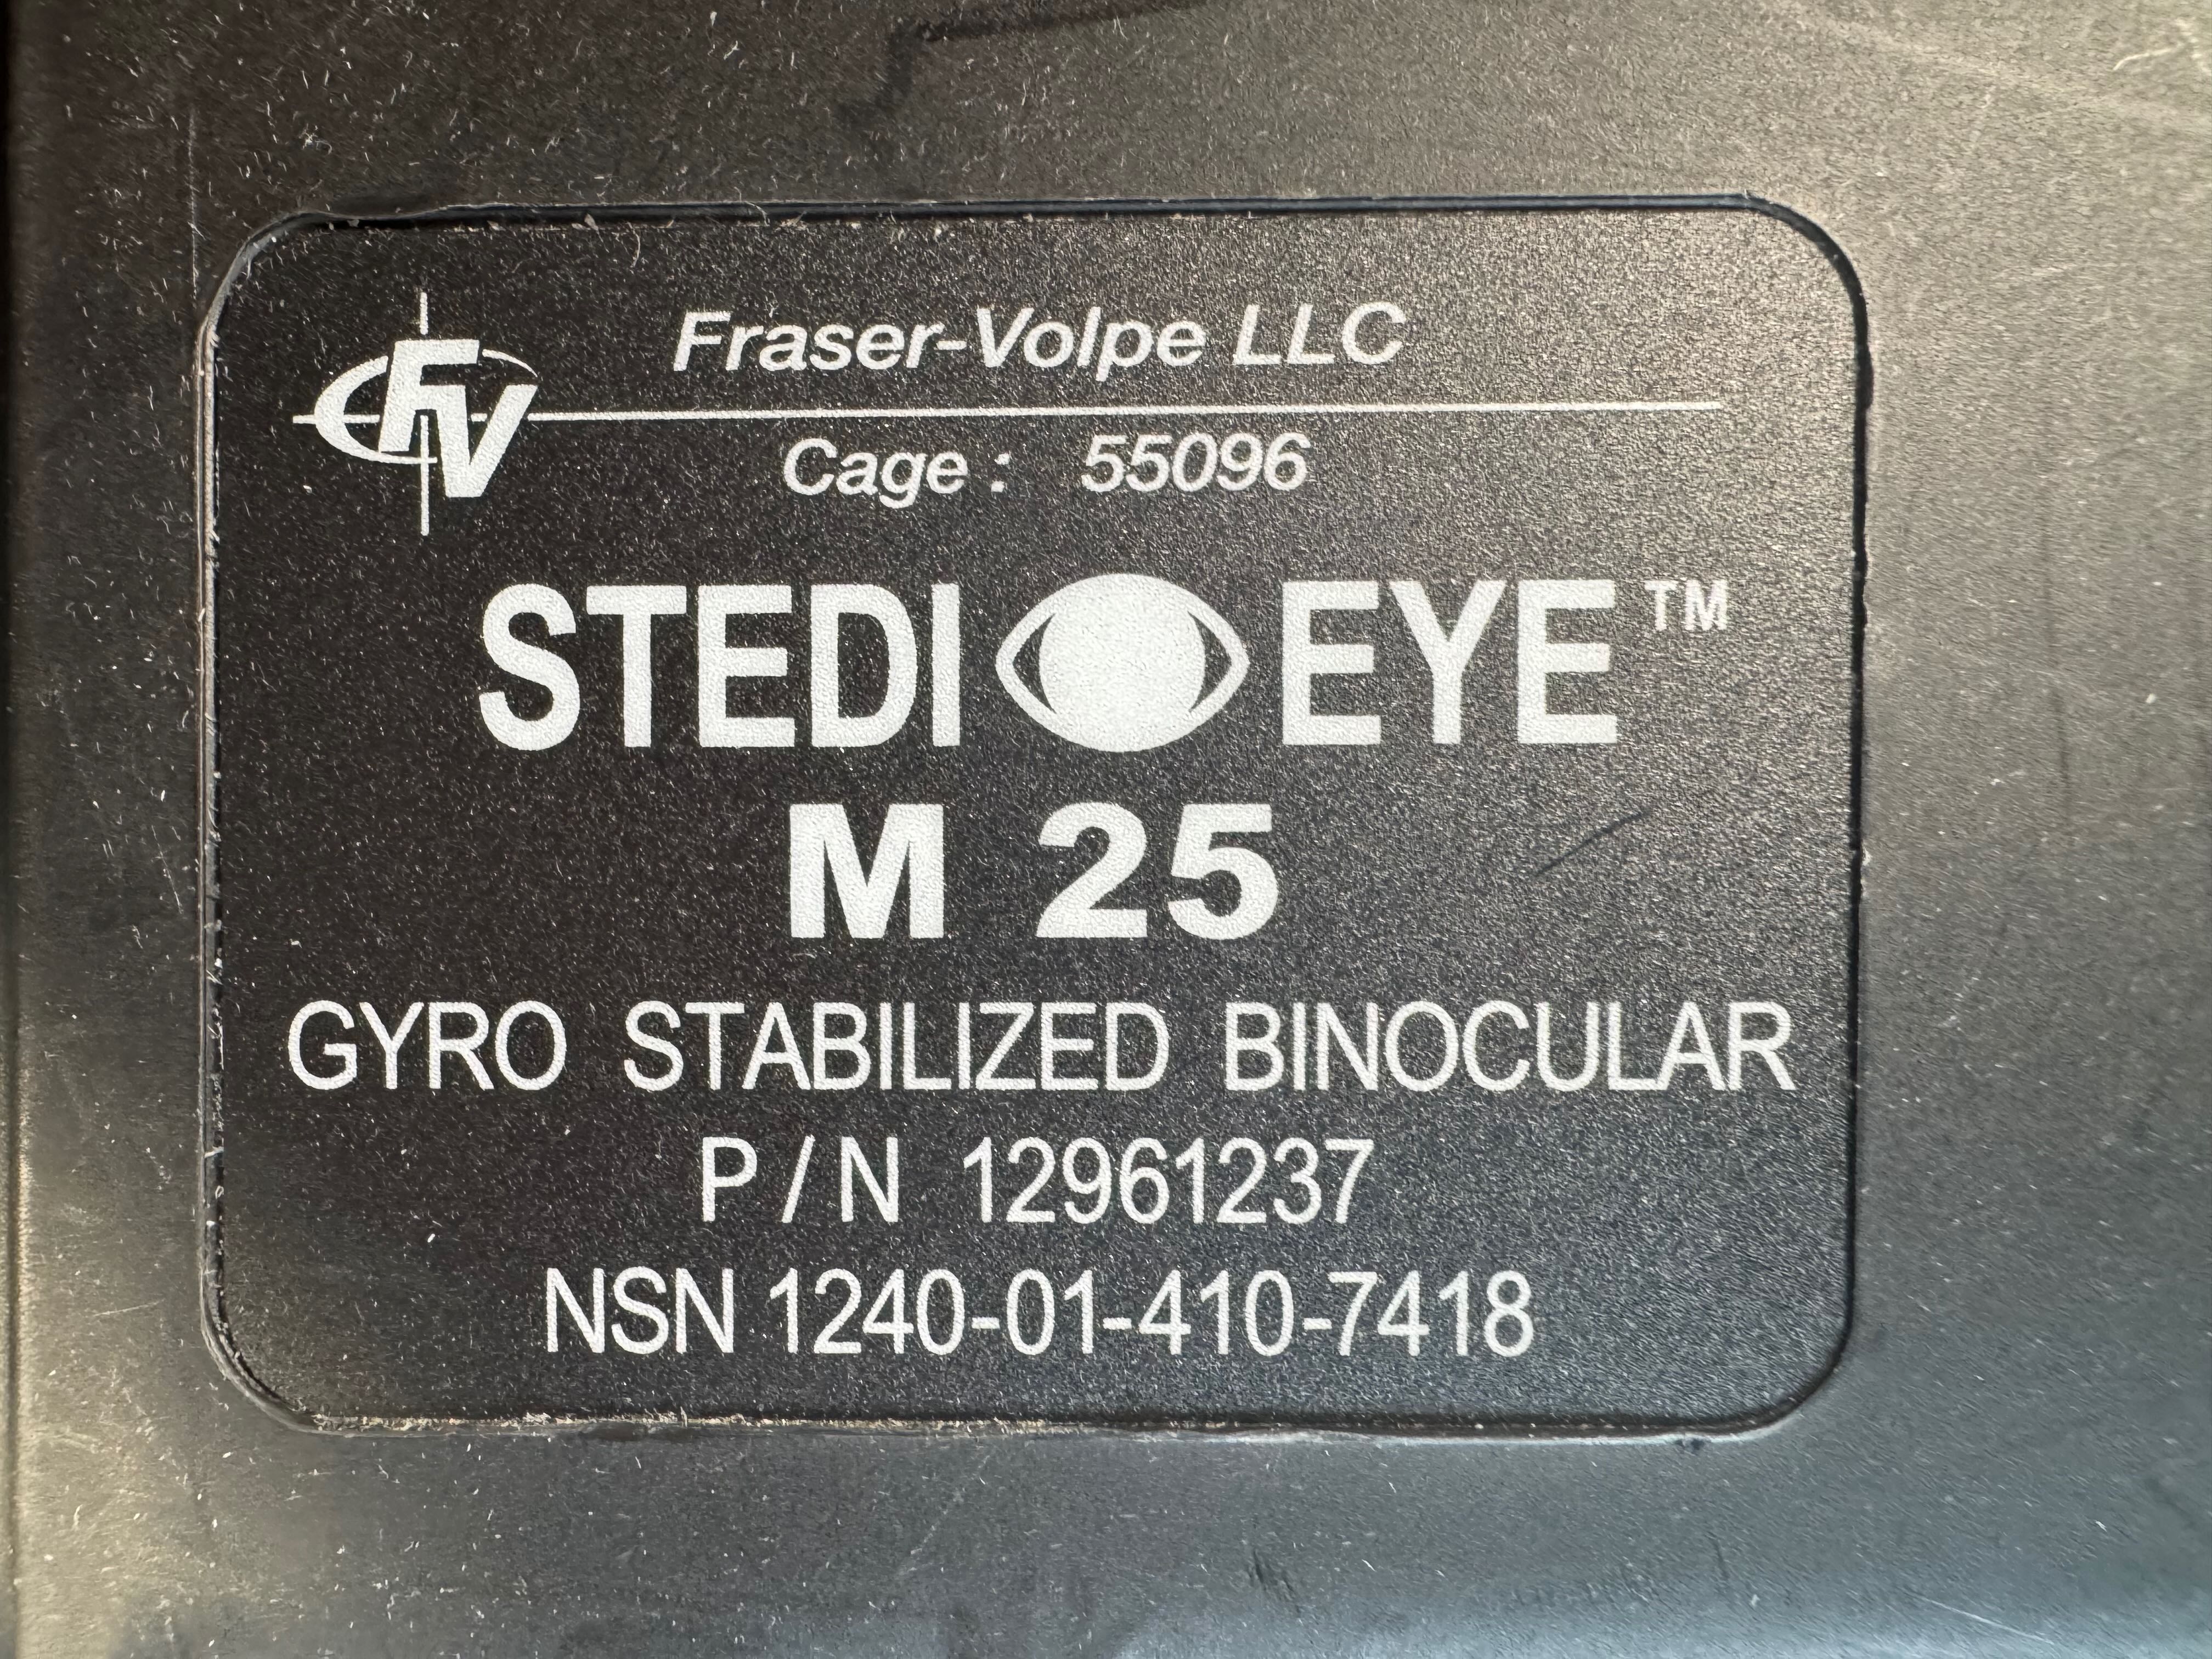 FV
Fraser-Volpe LLC
Cage : 55096
STEDI EYE™
M 25
GYRO STABILIZED BINOCULAR
P/N 12961237
NSN 1240-01-410-7418